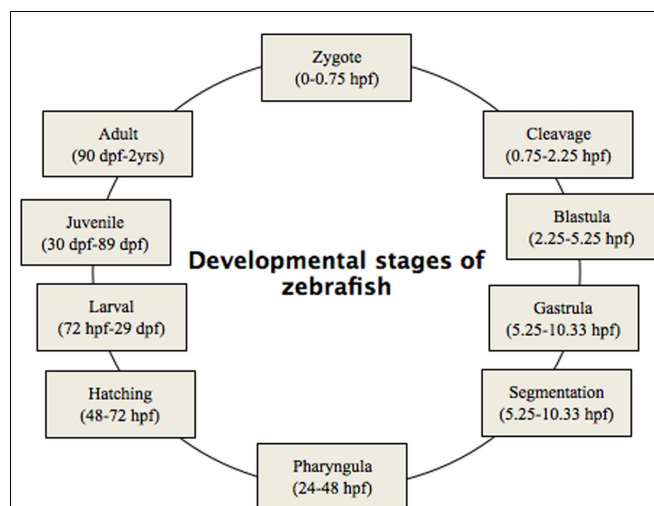 Zygote
(0-0.75 hpf)
Cleavage
(0.75-2.25 hpf)
Blastula
(2.25-5.25 hpf)
Gastrula
(5.25-10.33 hpf)
Segmentation
(5.25-10.33 hpf)
Pharyngula
(24-48 hpf)
Hatching
(48-72 hpf)
Larval
(72 hpf-29 dpf)
Juvenile
(30 dpf-89 dpf)
Adult
(90 dpf-2yrs)
Developmental stages of
zebrafish